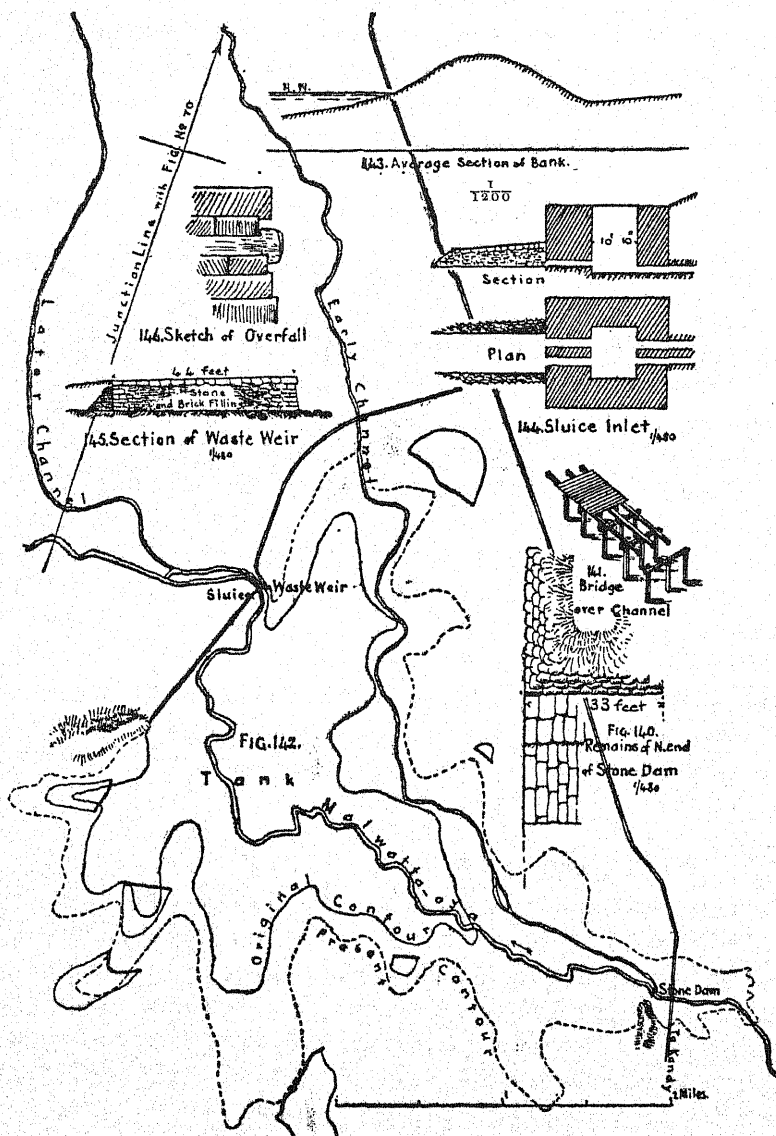 H.W.
143. Average Section of Bank.
1/1200
Junction Line with Fig. No 70
10' 10"
Section
146. Sketch of Overfall
Early Channel
Later Channel
Plan
44 feet
Stone
and Brick Filling
145. Section of Waste Weir
1/480
144. Sluice Inlet 1/480
141.
Bridge
over Channel
Sluice
Waste Weir
33 feet
FIG. 142.
FIG. 140.
Remains of N. end
of Stone Dam
1/480
Tank
Malwatta-oya
Original Contour
Present Contour
Stone Dam
To Kandy
2 Miles.